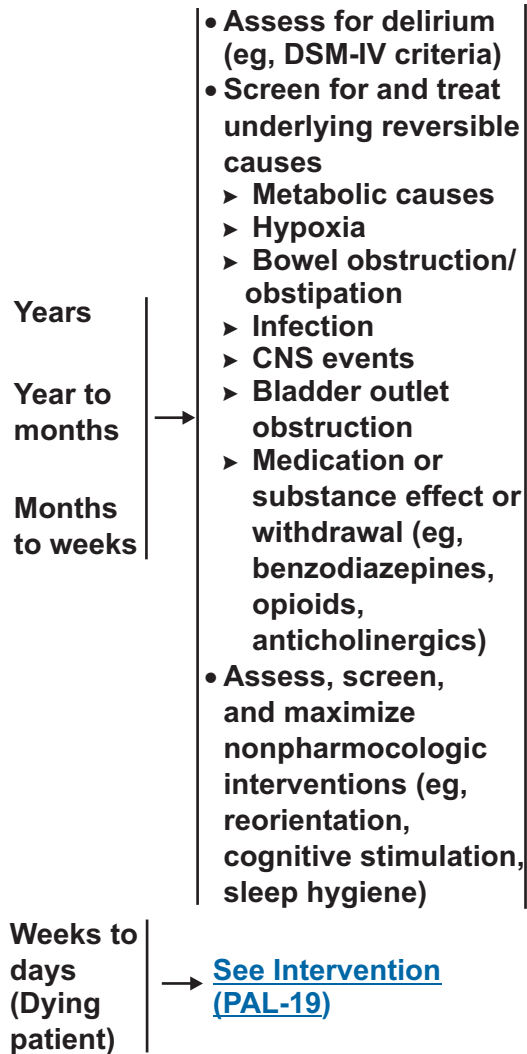 • Assess for delirium
(eg, DSM-IV criteria)
• Screen for and treat
underlying reversible
causes
➤ Metabolic causes
➤ Hypoxia
➤ Bowel obstruction/
obstipation
➤ Infection
➤ CNS events
➤ Bladder outlet
obstruction
➤ Medication or
substance effect or
withdrawal (eg,
benzodiazepines,
opioids,
anticholinergics)
• Assess, screen,
and maximize
nonpharmocologic
interventions (eg,
reorientation,
cognitive stimulation,
sleep hygiene)
Years
Year to
months
Months
to weeks
Weeks to
days
(Dying
patient)
See Intervention
(PAL-19)